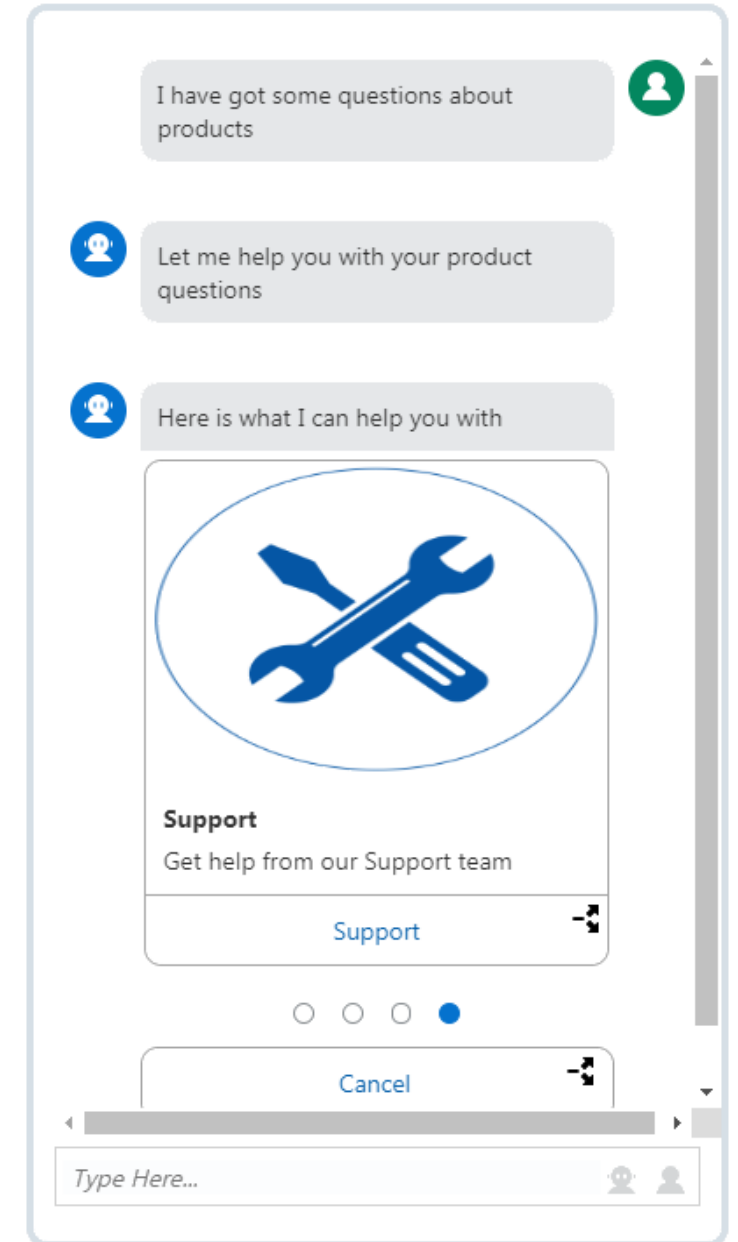 I have got some questions about
products
Let me help you with your product
questions
Here is what I can help you with
Support
Get help from our Support team
Support
Cancel
Type Here...